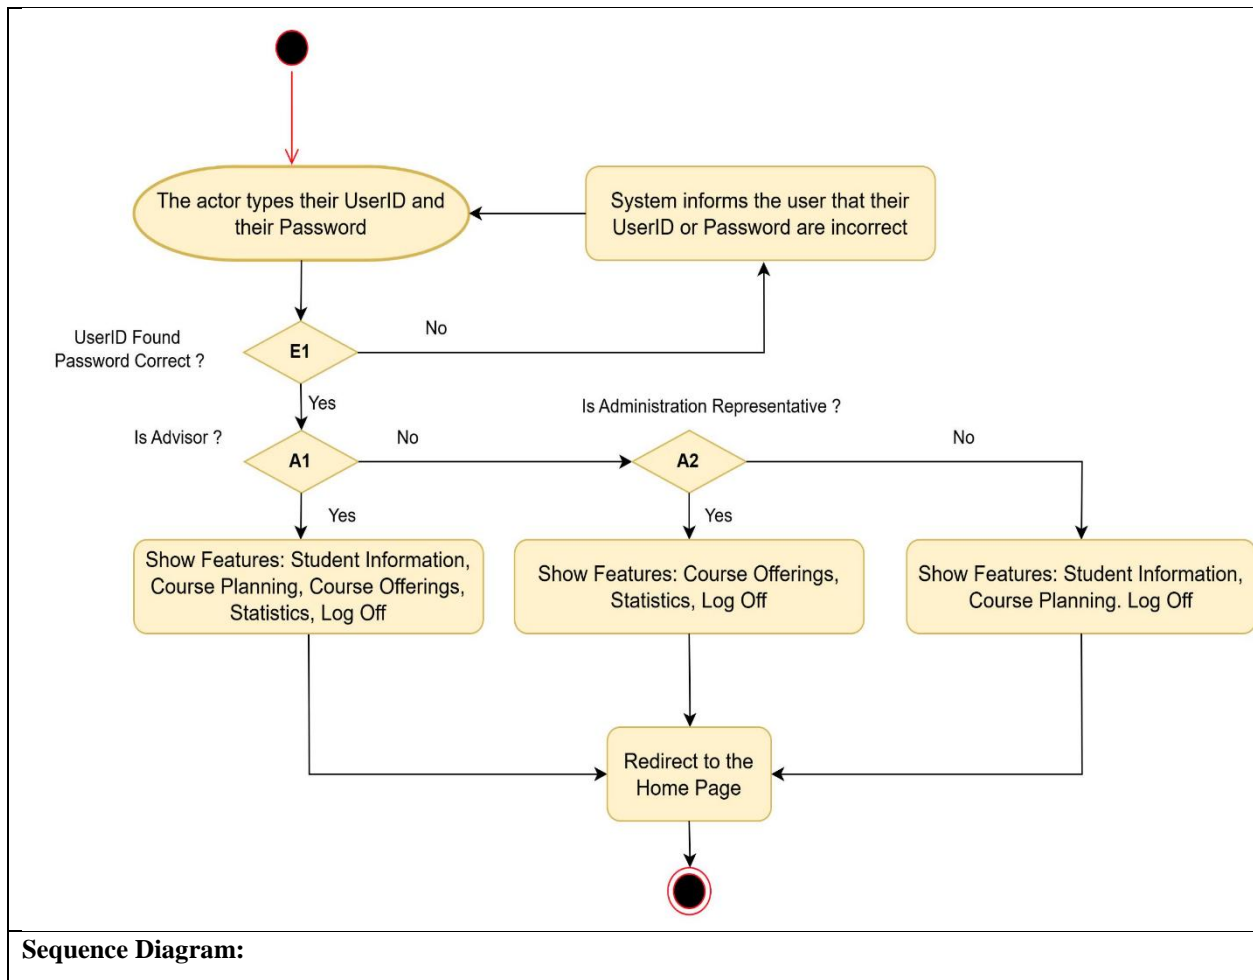 The actor types their UserID and
their Password
System informs the user that their
UserID or Password are incorrect
UserID Found
Password Correct ?
E1
No
Yes
Is Advisor ?
A1
No
Is Administration Representative ?
A2
No
Yes
Yes
Show Features: Student Information,
Course Planning, Course Offerings,
Statistics, Log Off
Show Features: Course Offerings,
Statistics, Log Off
Show Features: Student Information,
Course Planning. Log Off
Redirect to the
Home Page
Sequence Diagram: